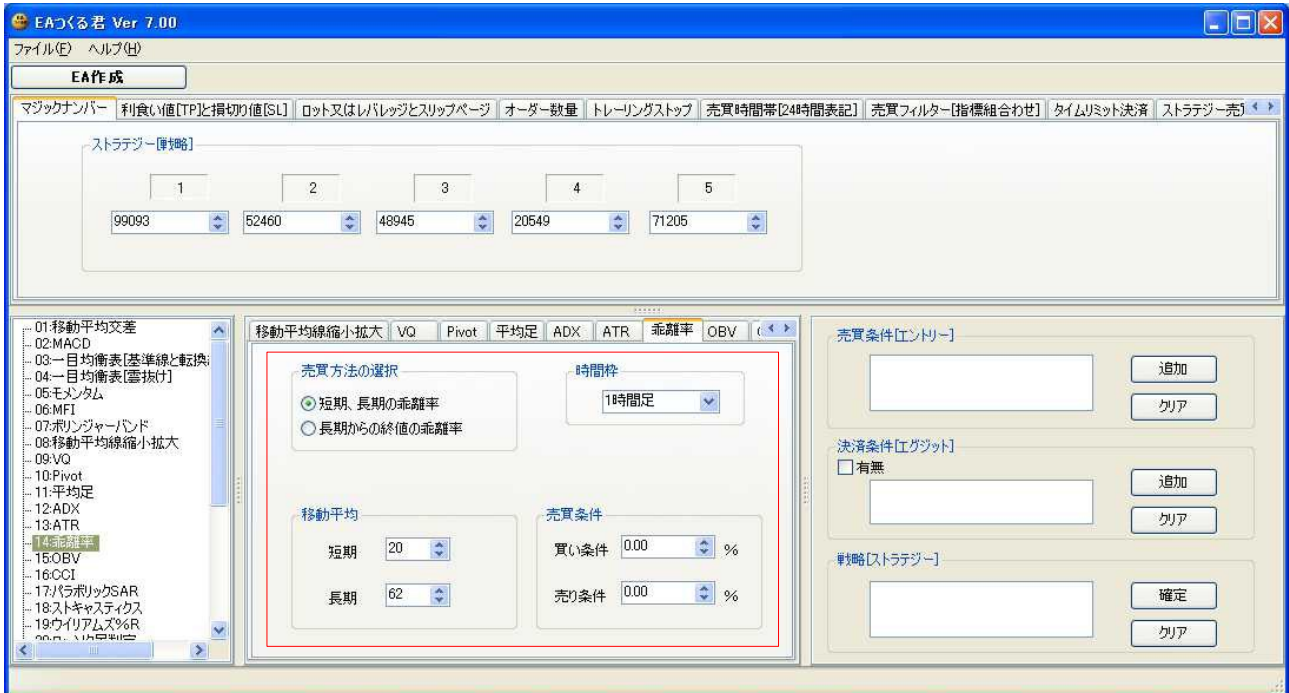 EAつくる君 Ver 7.00
ファイル(F) ヘルプ(H)
EA作成
マジックナンバー 利食い値[TP]と損切り値[SL] ロット又はレバレッジとスリップページ オーダー数量 トレーリングストップ 売買時間帯[24時間表記] 売買フィルター[指標組合わせ] タイムリミット決済 ストラテジー売
ストラテジー[戦略]
1 2 3 4 5
99093 52460 48945 20549 71205
01:移動平均交差
02:MACD
03:一目均衡表[基準線と転換
04:一目均衡表[雲抜け]
05:モメンタム
06:MFI
07:ボリンジャーバンド
08:移動平均線縮小拡大
09:VQ
10:Pivot
11:平均足
12:ADX
13:ATR
14:乖離率
15:OBV
16:CCI
17:パラボリックSAR
18:ストキャスティクス
19:ウイリアムズ%R
移動平均線縮小拡大 VQ Pivot 平均足 ADX ATR 乖離率 OBV
売買方法の選択
短期、長期の乖離率
長期からの終値の乖離率
時間枠
1時間足
移動平均
短期 20
長期 62
売買条件
買い条件 0.00 %
売り条件 0.00 %
売買条件[エントリー]
追加
クリア
決済条件[エグジット]
有無
追加
クリア
戦略[ストラテジー]
確定
クリア